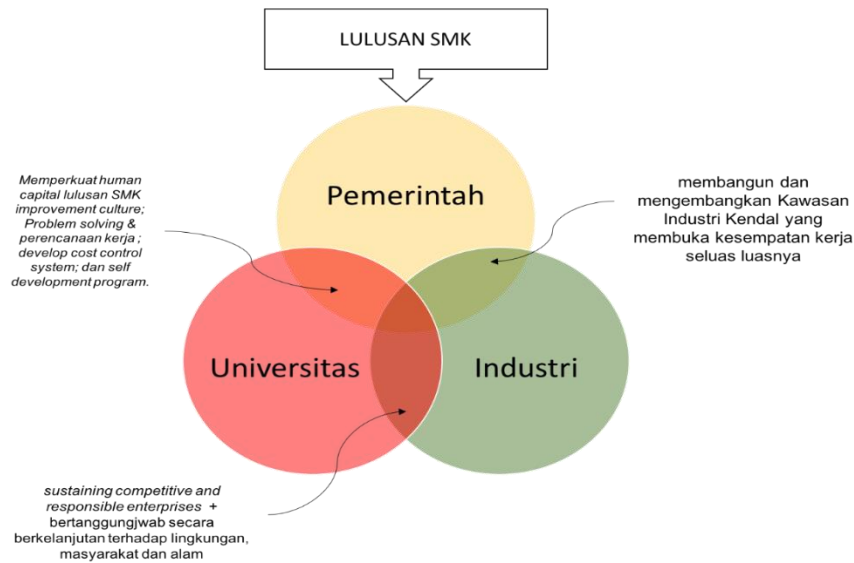 LULUSAN SMK
Pemerintah
Memperkuat human
capital lulusan SMK
improvement culture;
Problem solving &
perencanaan kerja ;
develop cost control
system; dan self
development program.
membangun dan
mengembangkan Kawasan
Industri Kendal yang
membuka kesempatan kerja
seluas luasnya
Universitas
Industri
sustaining competitive and
responsible enterprises +
bertanggungjwab secara
berkelanjutan terhadap lingkungan,
masyarakat dan alam